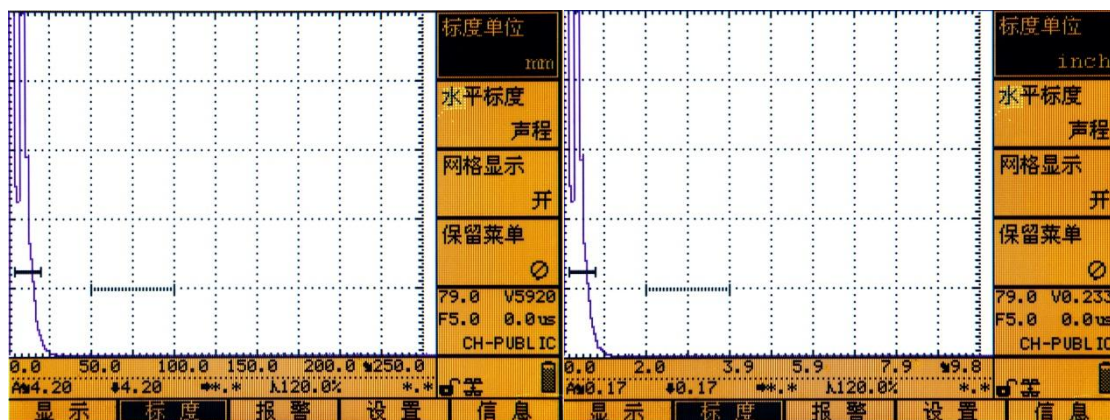 标度单位
mm
水平标度
声程
网格显示
开
保留菜单
79.0 V5920
F5.0 0.0us
CH-PUBLIC
0.0 50.0 100.0 150.0 200.0 250.0
4.20 4.20 *.* 120.0% *.*
显示 标度 报警 设置 信息
标度单位
inch
水平标度
声程
网格显示
开
保留菜单
79.0 V0.233
F5.0 0.0us
CH-PUBLIC
0.0 2.0 3.9 5.9 7.9 9.8
0.17 0.17 *.* 120.0% *.*
显示 标度 报警 设置 信息